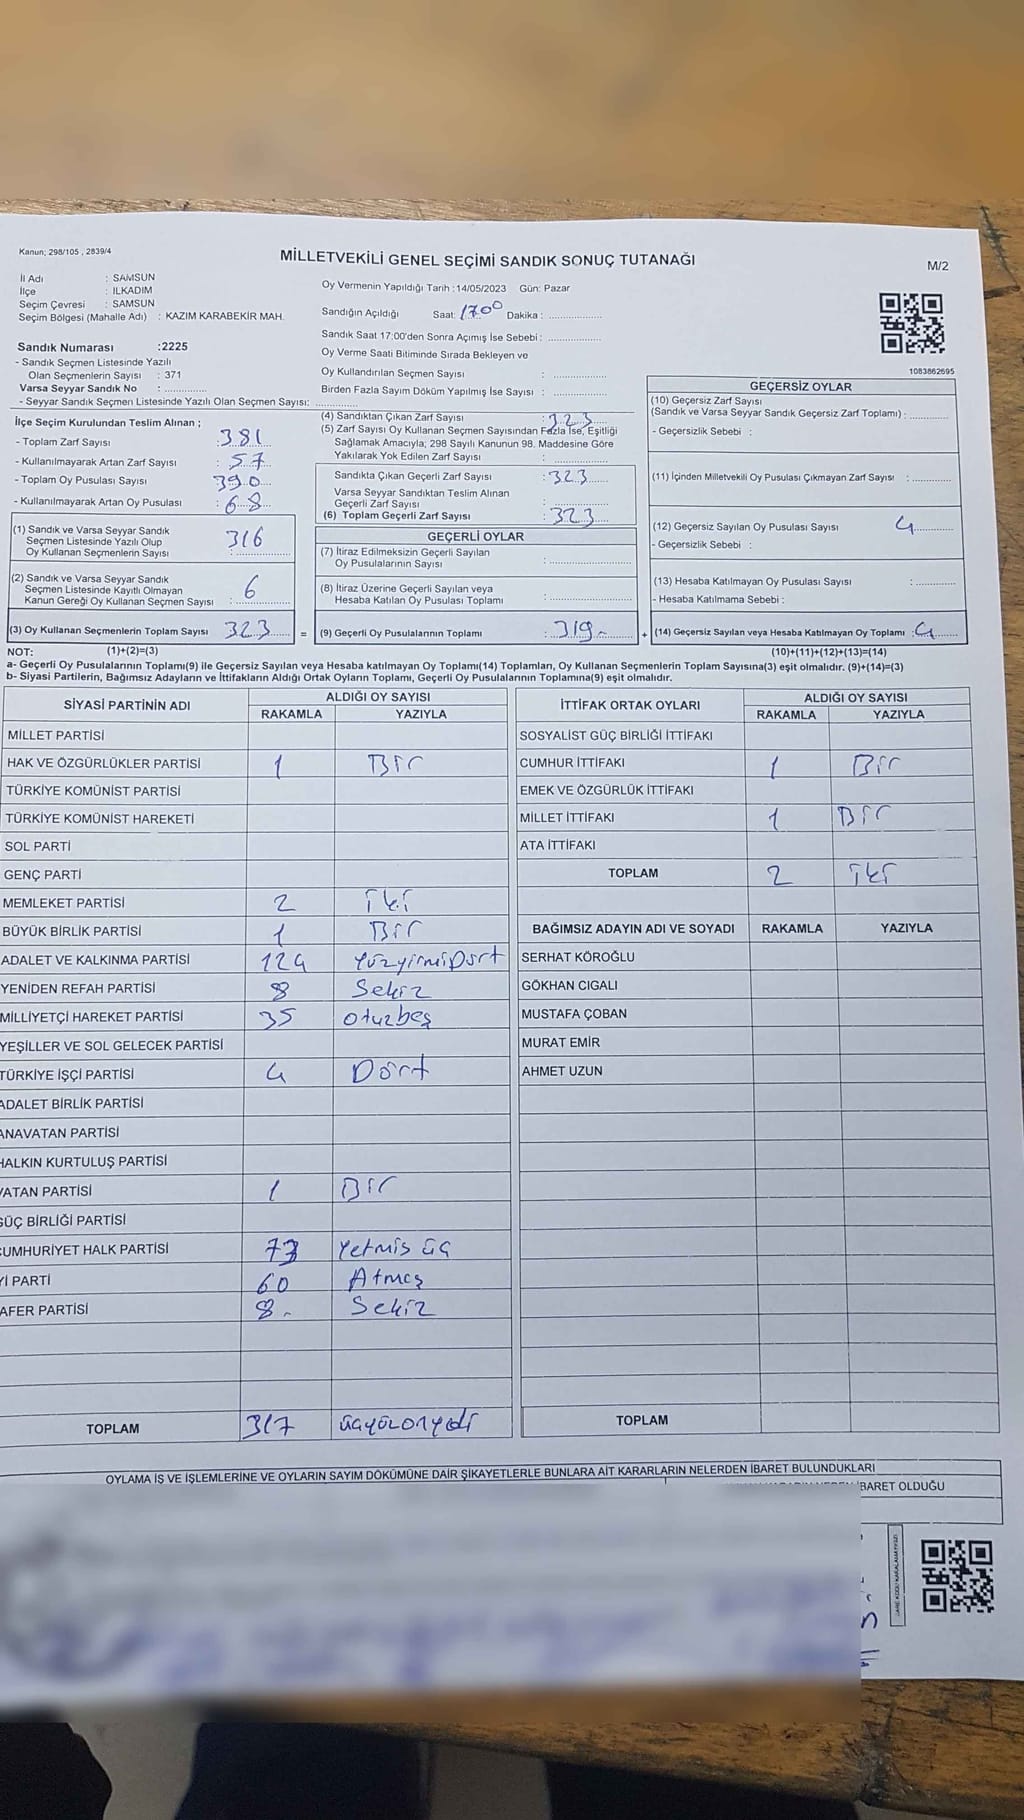 Kanun; 298/105 , 2839/4
MİLLETVEKİLİ GENEL SEÇİMİ SANDIK SONUÇ TUTANAĞI
M/2
İl Adı : SAMSUN
İlçe : İLKADIM
Seçim Çevresi : SAMSUN
Seçim Bölgesi (Mahalle Adı) : KAZIM KARABEKİR MAH.
Sandık Numarası :2225
- Sandık Seçmen Listesinde Yazılı
Olan Seçmenlerin Sayısı : 371
Varsa Seyyar Sandık No : ..............
- Seyyar Sandık Seçmen Listesinde Yazılı Olan Seçmen Sayısı: ..............
Oy Vermenin Yapıldığı Tarih :14/05/2023 Gün: Pazar
Sandığın Açıldığı Saat: 17.00 Dakika : ..............
Sandık Saat 17:00'den Sonra Açımış İse Sebebi : ..............
Oy Verme Saati Bitiminde Sırada Bekleyen ve
Oy Kullandırılan Seçmen Sayısı : ..............
Birden Fazla Sayım Döküm Yapılmış İse Sayısı : ..............
1083862695
İlçe Seçim Kurulundan Teslim Alınan ;
- Toplam Zarf Sayısı : 381
- Kullanılmayarak Artan Zarf Sayısı : 57
- Toplam Oy Pusulası Sayısı : 390
- Kullanılmayarak Artan Oy Pusulası : 68
(1) Sandık ve Varsa Seyyar Sandık
Seçmen Listesinde Yazılı Olup
Oy Kullanan Seçmenlerin Sayısı : 316
(2) Sandık ve Varsa Seyyar Sandık
Seçmen Listesinde Kayıtlı Olmayan
Kanun Gereği Oy Kullanan Seçmen Sayısı : 6
(3) Oy Kullanan Seçmenlerin Toplam Sayısı 323
(4) Sandıktan Çıkan Zarf Sayısı : 323
(5) Zarf Sayısı Oy Kullanan Seçmen Sayısından Fazla İse, Eşitliği
Sağlamak Amacıyla; 298 Sayılı Kanunun 98. Maddesine Göre
Yakılarak Yok Edilen Zarf Sayısı : ..............
Sandıkta Çıkan Geçerli Zarf Sayısı : 323
Varsa Seyyar Sandıktan Teslim Alınan
Geçerli Zarf Sayısı : ..............
(6) Toplam Geçerli Zarf Sayısı : 323
GEÇERLİ OYLAR
(7) İtiraz Edilmeksizin Geçerli Sayılan
Oy Pusulalarının Sayısı : ..............
(8) İtiraz Üzerine Geçerli Sayılan veya
Hesaba Katılan Oy Pusulası Toplamı : ..............
= (9) Geçerli Oy Pusulalarının Toplamı : 319-
GEÇERSİZ OYLAR
(10) Geçersiz Zarf Sayısı
(Sandık ve Varsa Seyyar Sandık Geçersiz Zarf Toplamı) : ..............
- Geçersizlik Sebebi :
(11) İçinden Milletvekili Oy Pusulası Çıkmayan Zarf Sayısı : ..............
(12) Geçersiz Sayılan Oy Pusulası Sayısı 4
- Geçersizlik Sebebi :
(13) Hesaba Katılmayan Oy Pusulası Sayısı : ..............
- Hesaba Katılmama Sebebi :
+ (14) Geçersiz Sayılan veya Hesaba Katılmayan Oy Toplamı : 4
NOT: (1)+(2)=(3) (10)+(11)+(12)+(13)=(14)
a- Geçerli Oy Pusulalarının Toplamı(9) ile Geçersiz Sayılan veya Hesaba katılmayan Oy Toplamı(14) Toplamları, Oy Kullanan Seçmenlerin Toplam Sayısına(3) eşit olmalıdır. (9)+(14)=(3)
b- Siyasi Partilerin, Bağımsız Adayların ve İttifakların Aldığı Ortak Oyların Toplamı, Geçerli Oy Pusulalarının Toplamına(9) eşit olmalıdır.
SİYASİ PARTİNİN ADI ALDIĞI OY SAYISI
RAKAMLA YAZIYLA
MİLLET PARTİSİ
HAK VE ÖZGÜRLÜKLER PARTİSİ 1 Bir
TÜRKİYE KOMÜNİST PARTİSİ
TÜRKİYE KOMÜNİST HAREKETİ
SOL PARTİ
GENÇ PARTİ
MEMLEKET PARTİSİ 2 iki
BÜYÜK BİRLİK PARTİSİ 1 Bir
ADALET VE KALKINMA PARTİSİ 124 yüzyirmiDört
YENİDEN REFAH PARTİSİ 8 Sekiz
MİLLİYETÇİ HAREKET PARTİSİ 35 otuzbeş
YEŞİLLER VE SOL GELECEK PARTİSİ
TÜRKİYE İŞÇİ PARTİSİ 4 Dört
ADALET BİRLİK PARTİSİ
ANAVATAN PARTİSİ
HALKIN KURTULUŞ PARTİSİ
VATAN PARTİSİ 1 Bir
GÜÇ BİRLİĞİ PARTİSİ
CUMHURİYET HALK PARTİSİ 73 yetmis üç
Yİ PARTİ 60 Atmış
AFER PARTİSİ 8- Sekiz
TOPLAM 317 üçyüzonyedi
İTTİFAK ORTAK OYLARI ALDIĞI OY SAYISI
RAKAMLA YAZIYLA
SOSYALİST GÜÇ BİRLİĞİ İTTİFAKI
CUMHUR İTTİFAKI 1 Bir
EMEK VE ÖZGÜRLÜK İTTİFAKI
MİLLET İTTİFAKI 1 Bir
ATA İTTİFAKI
TOPLAM 2 iki
BAĞIMSIZ ADAYIN ADI VE SOYADI RAKAMLA YAZIYLA
SERHAT KÖROĞLU
GÖKHAN CIGALI
MUSTAFA ÇOBAN
MURAT EMİR
AHMET UZUN
TOPLAM
OYLAMA İŞ VE İŞLEMLERİNE VE OYLARIN SAYIM DÖKÜMÜNE DAİR ŞİKAYETLERLE BUNLARA AİT KARARLARIN NELERDEN İBARET BULUNDUKLARI
İBARET OLDUĞU